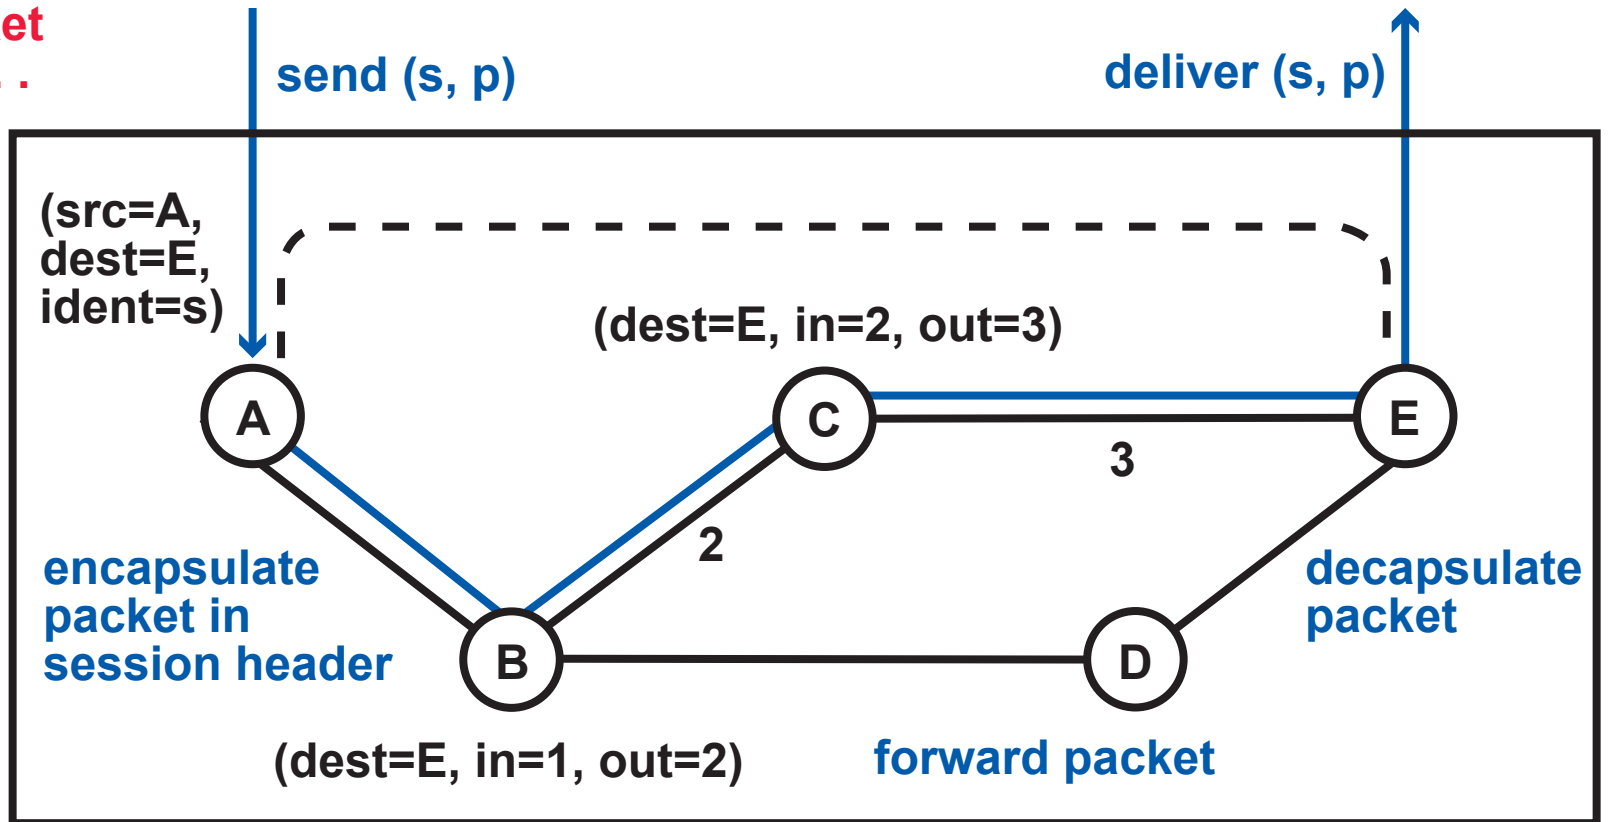 send (s, p)
deliver (s, p)
(src=A,
dest=E,
ident=s)
(dest=E, in=2, out=3)
A
C
E
3
2
encapsulate
packet in
session header
decapsulate
packet
B
D
(dest=E, in=1, out=2)
forward packet